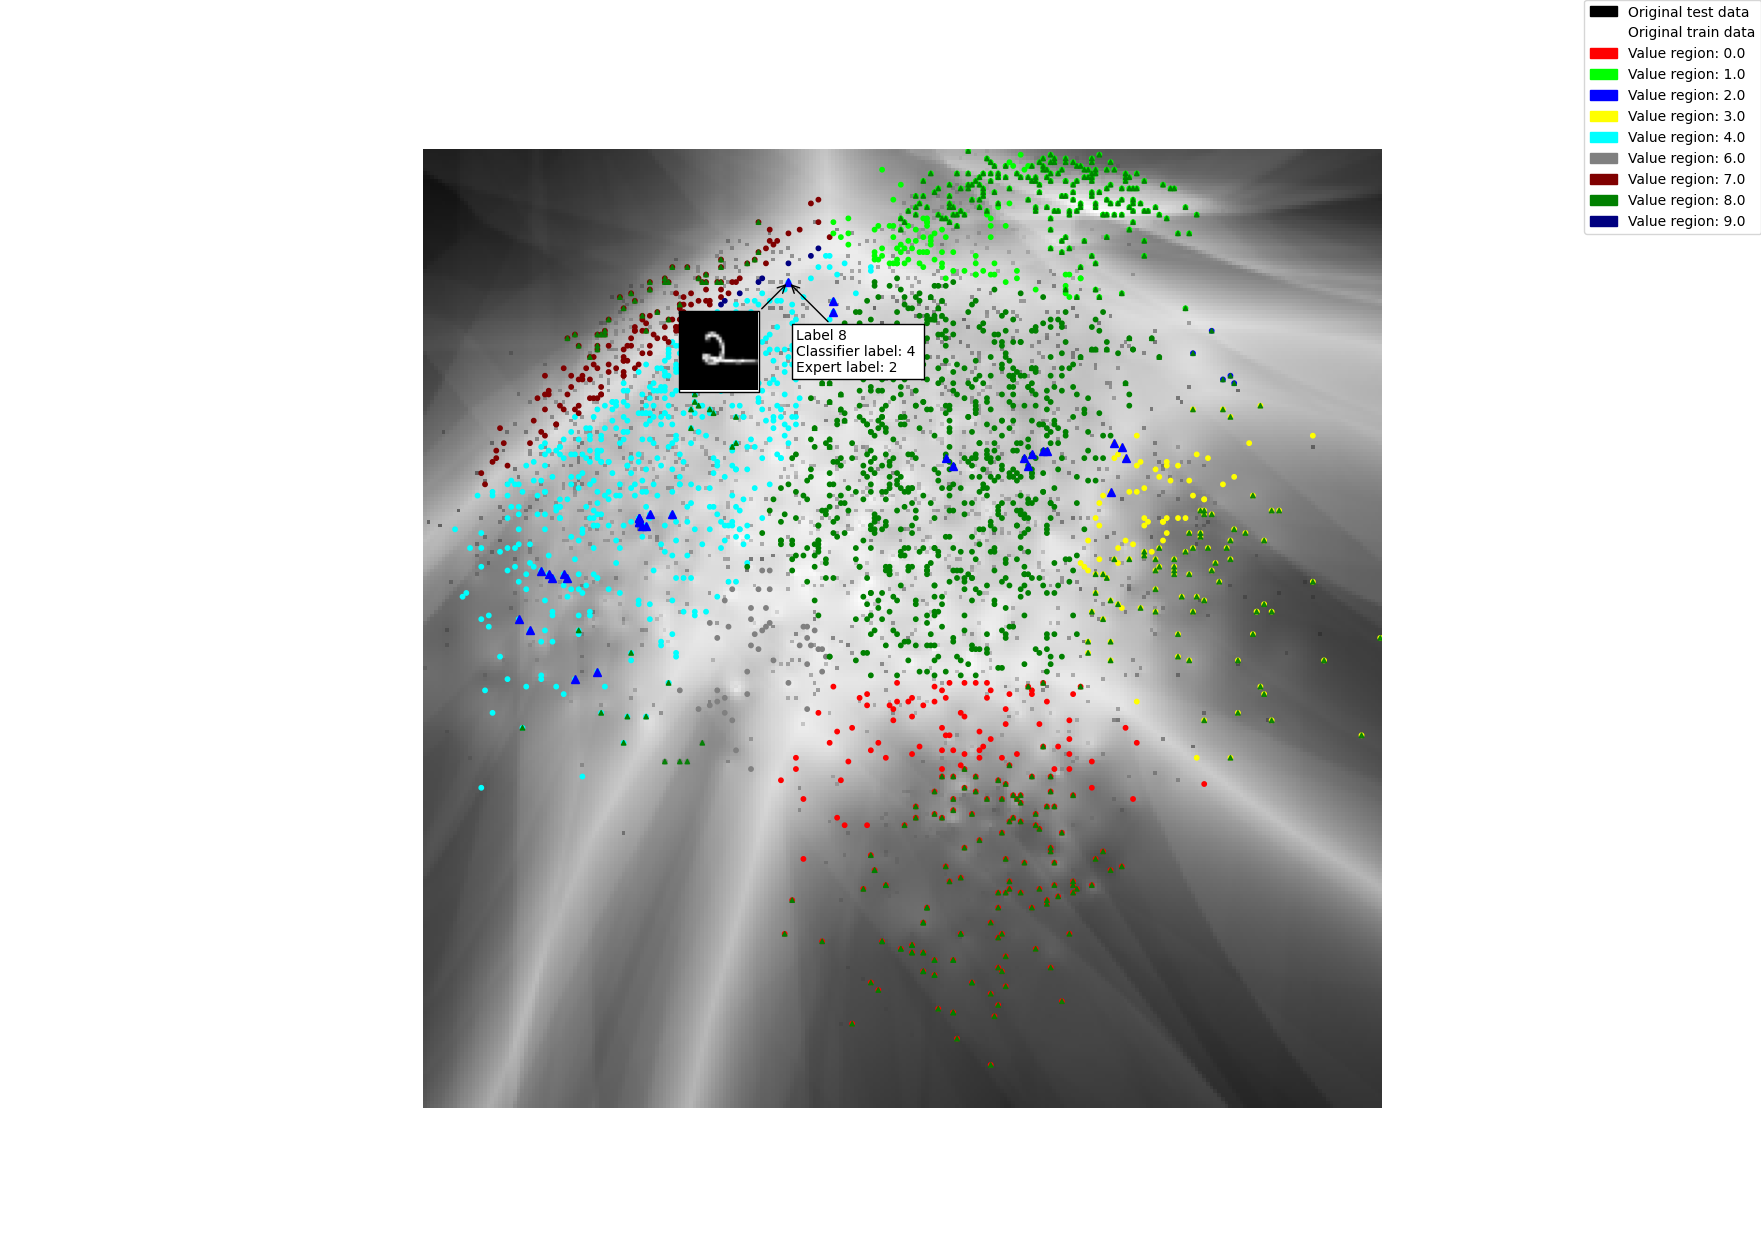 Original test data
Original train data
Value region: 0.0
Value region: 1.0
Value region: 2.0
Value region: 3.0
Value region: 4.0
Value region: 6.0
Value region: 7.0
Value region: 8.0
Value region: 9.0
2
Label 8
Classifier label: 4
Expert label: 2